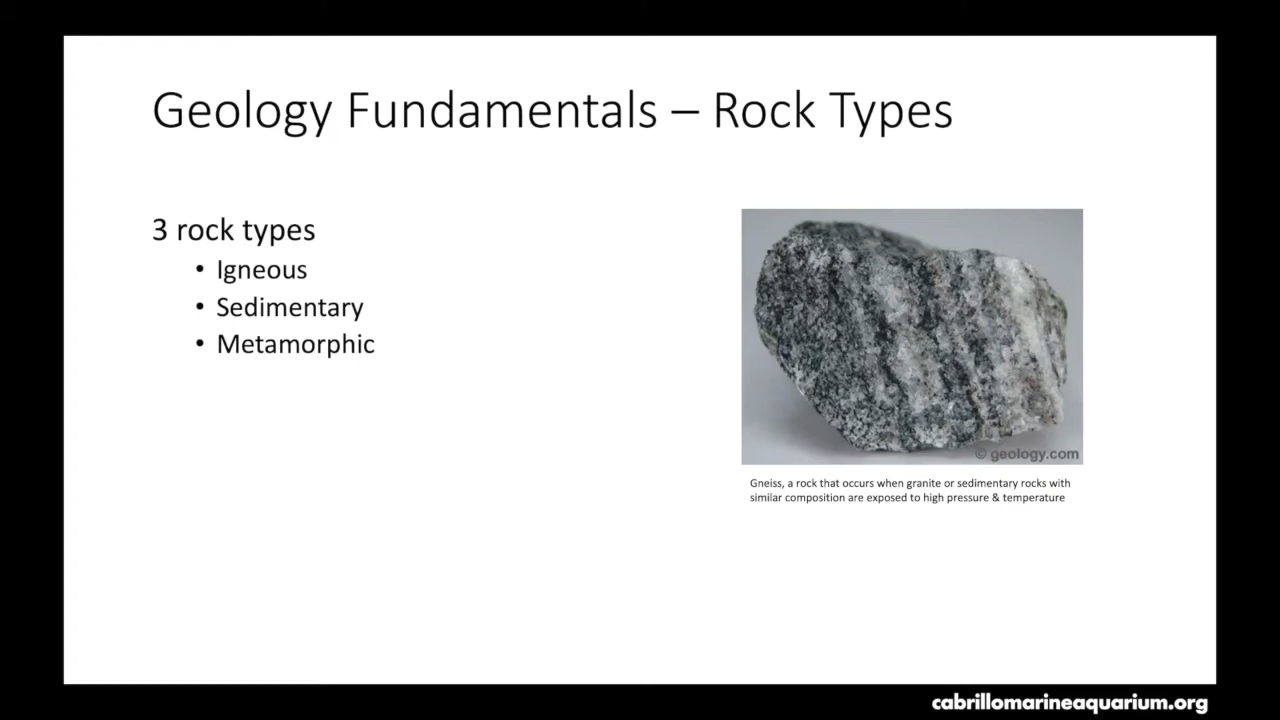 Geology Fundamentals – Rock Types
3 rock types
• Igneous
• Sedimentary
• Metamorphic
© geology.com
Gneiss, a rock that occurs when granite or sedimentary rocks with
similar composition are exposed to high pressure & temperature
cabrillomarineaquarium.org